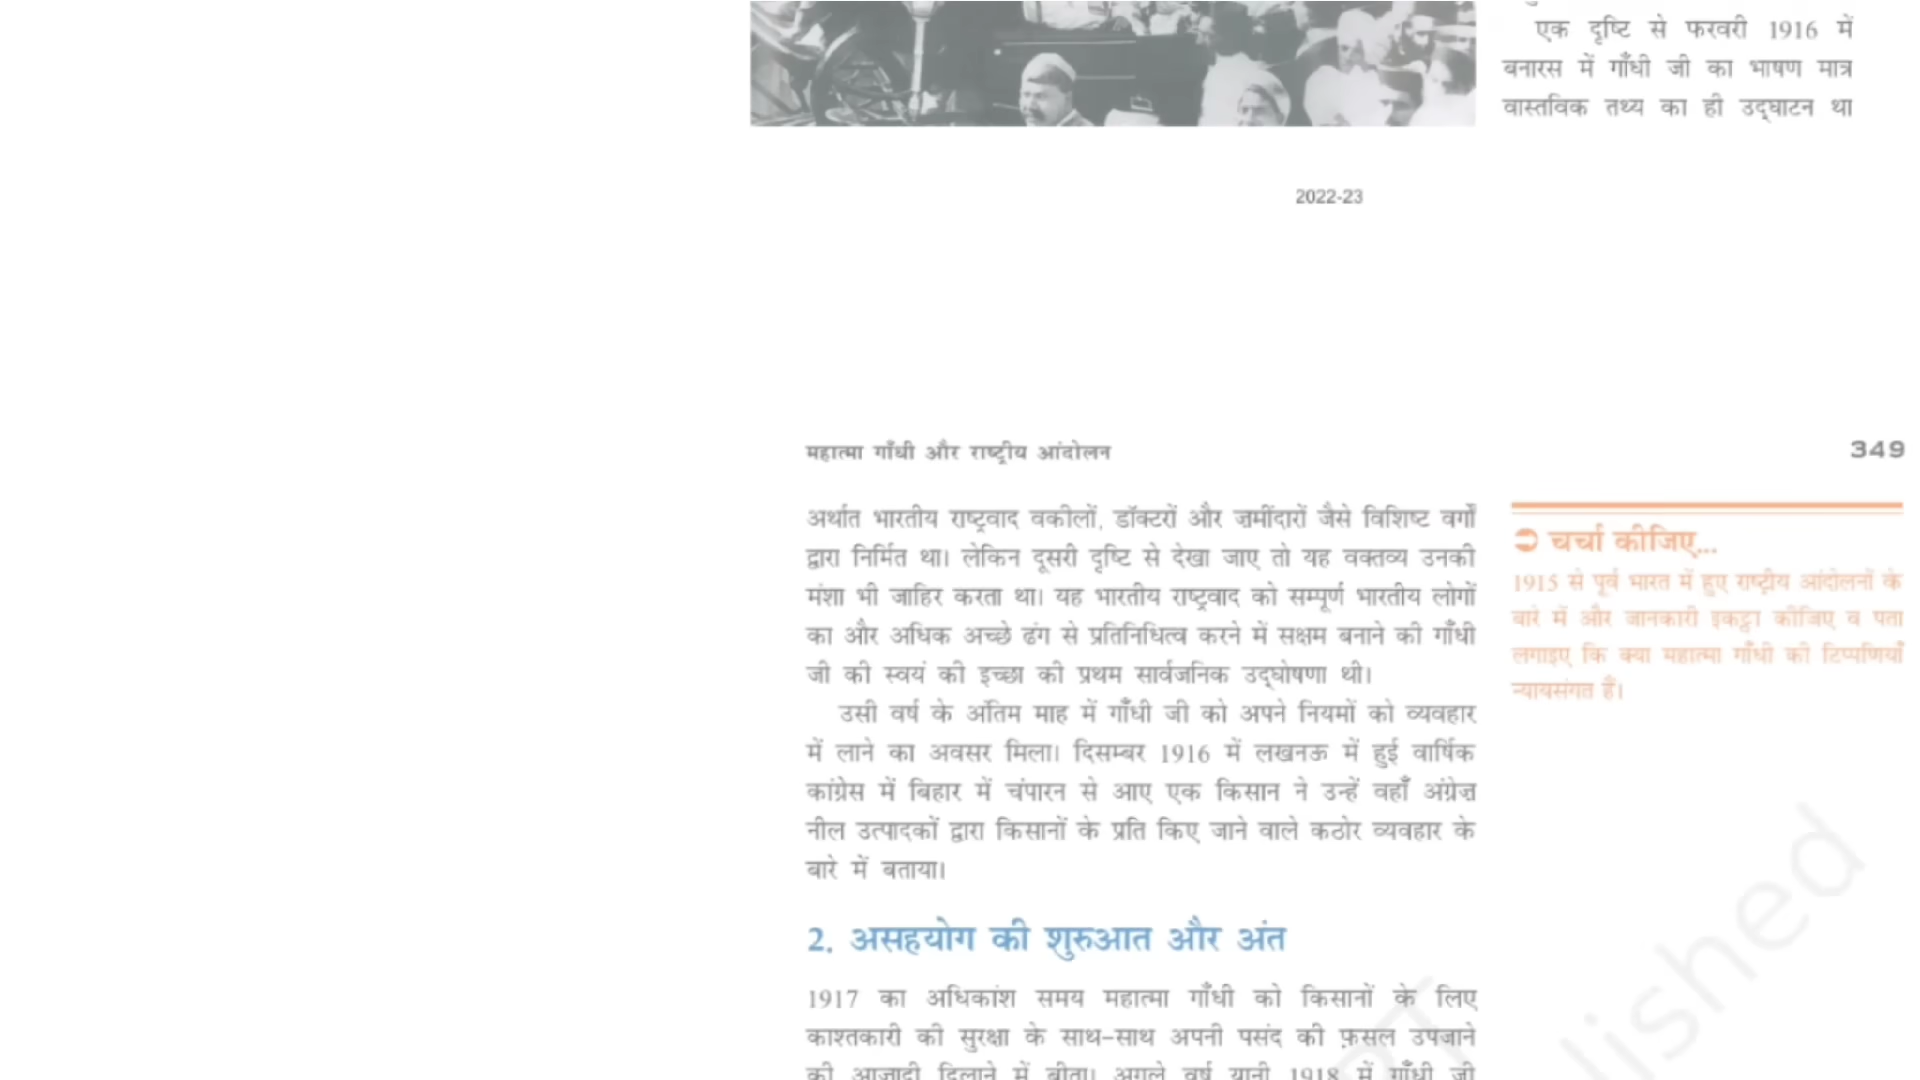 एक दृष्टि से फरवरी 1916 में
बनारस में गाँधी जी का भाषण मात्र
वास्तविक तथ्य का ही उद्घाटन था
2022-23
महात्मा गाँधी और राष्ट्रीय आंदोलन
349
अर्थात भारतीय राष्ट्रवाद वकीलों, डॉक्टरों और ज़मींदारों जैसे विशिष्ट वर्गों
द्वारा निर्मित था। लेकिन दूसरी दृष्टि से देखा जाए तो यह वक्तव्य उनकी
मंशा भी जाहिर करता था। यह भारतीय राष्ट्रवाद को सम्पूर्ण भारतीय लोगों
का और अधिक अच्छे ढंग से प्रतिनिधित्व करने में सक्षम बनाने की गाँधी
जी की स्वयं की इच्छा की प्रथम सार्वजनिक उद्घोषणा थी।
उसी वर्ष के अंतिम माह में गाँधी जी को अपने नियमों को व्यवहार
में लाने का अवसर मिला। दिसम्बर 1916 में लखनऊ में हुई वार्षिक
कांग्रेस में बिहार में चंपारन से आए एक किसान ने उन्हें वहाँ अंग्रेज़
नील उत्पादकों द्वारा किसानों के प्रति किए जाने वाले कठोर व्यवहार के
बारे में बताया।
चर्चा कीजिए...
1915 से पूर्व भारत में हुए राष्ट्रीय आंदोलनों के
बारे में और जानकारी इकट्ठा कीजिए व पता
लगाइए कि क्या महात्मा गाँधी की टिप्पणियाँ
न्यायसंगत हैं।
2. असहयोग की शुरुआत और अंत
1917 का अधिकांश समय महात्मा गाँधी को किसानों के लिए
काश्तकारी की सुरक्षा के साथ-साथ अपनी पसंद की फ़सल उपजाने
की आज़ादी दिलाने में बीता। अगले वर्ष यानी 1918 में गाँधी जी